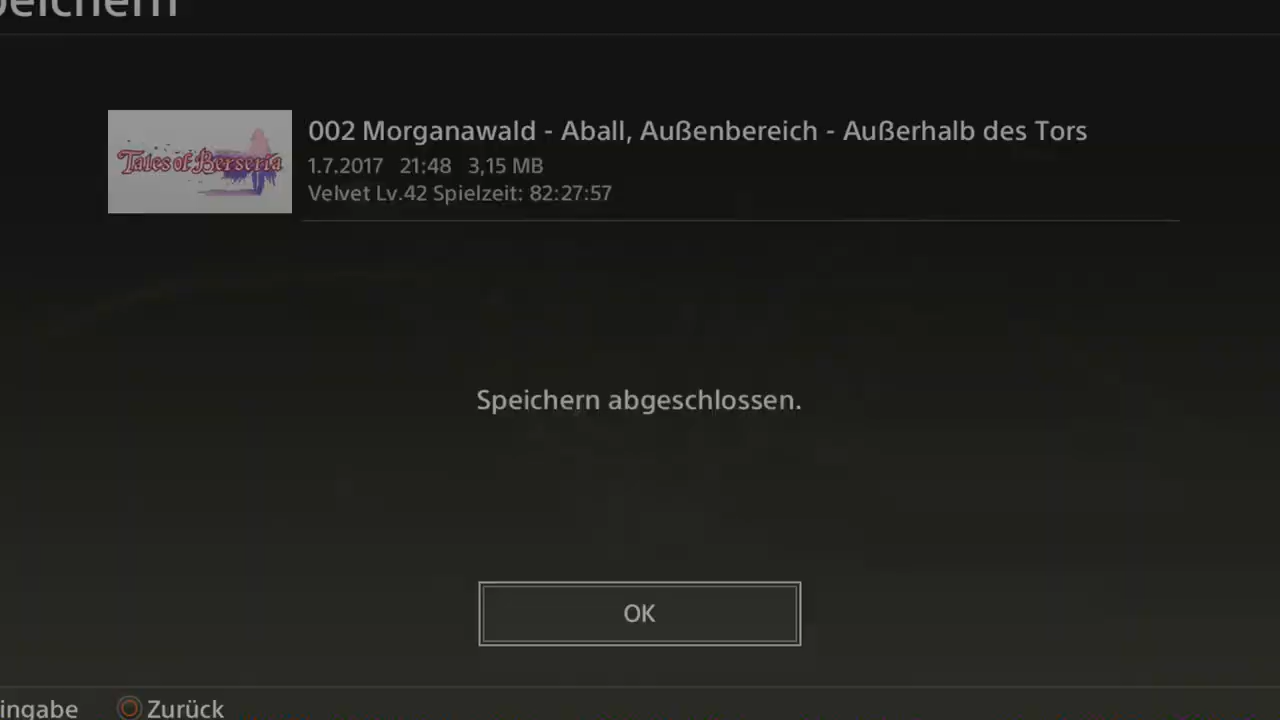 peichern
Tales of Berseria
002 Morganawald - Aball, Außenbereich - Außerhalb des Tors
1.7.2017 21:48 3,15 MB
Velvet Lv.42 Spielzeit: 82:27:57
Speichern abgeschlossen.
OK
ingabe Zurück